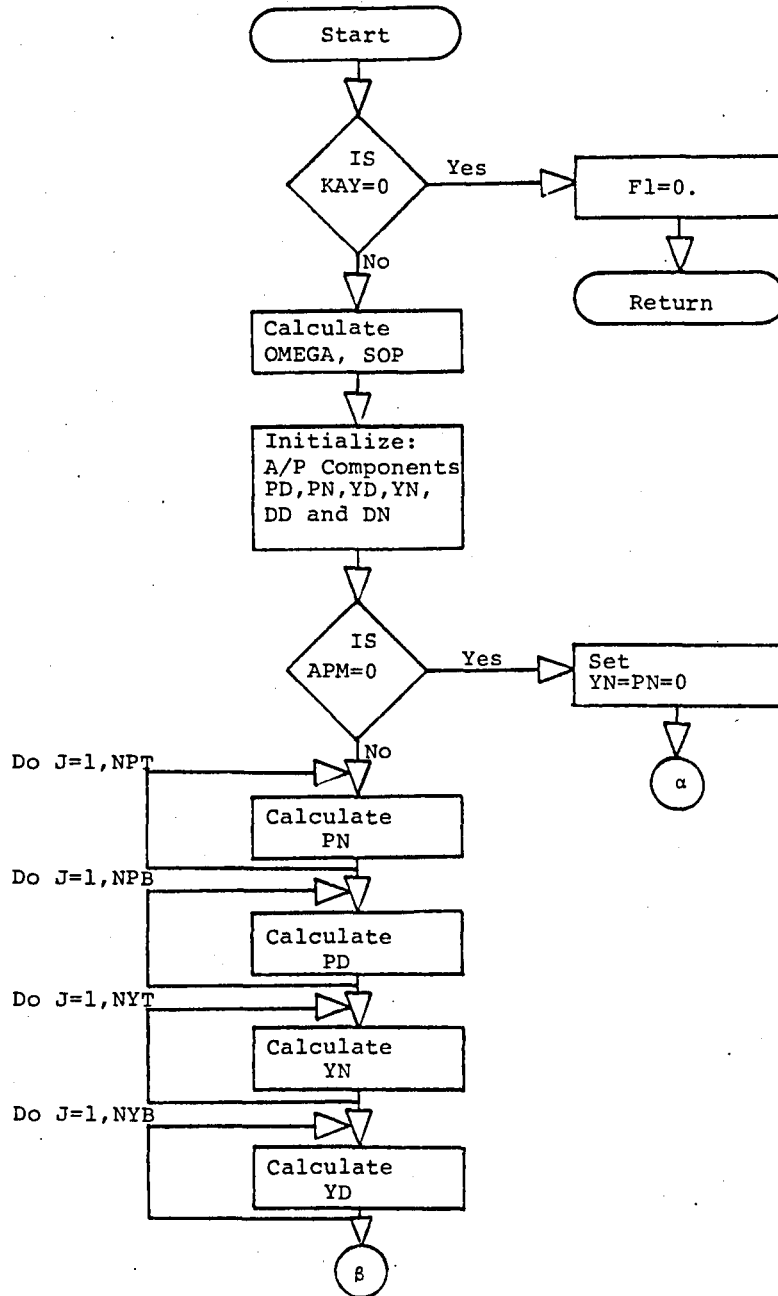 Start
IS
KAY=0
Yes
F1=0.
Return
No
Calculate
OMEGA, SOP
Initialize:
A/P Components
PD,PN,YD,YN,
DD and DN
IS
APM=0
Yes
Set
YN=PN=0
α
No
Do J=1,NPT
Calculate
PN
Do J=1,NPB
Calculate
PD
Do J=1,NYT
Calculate
YN
Do J=1,NYB
Calculate
YD
β